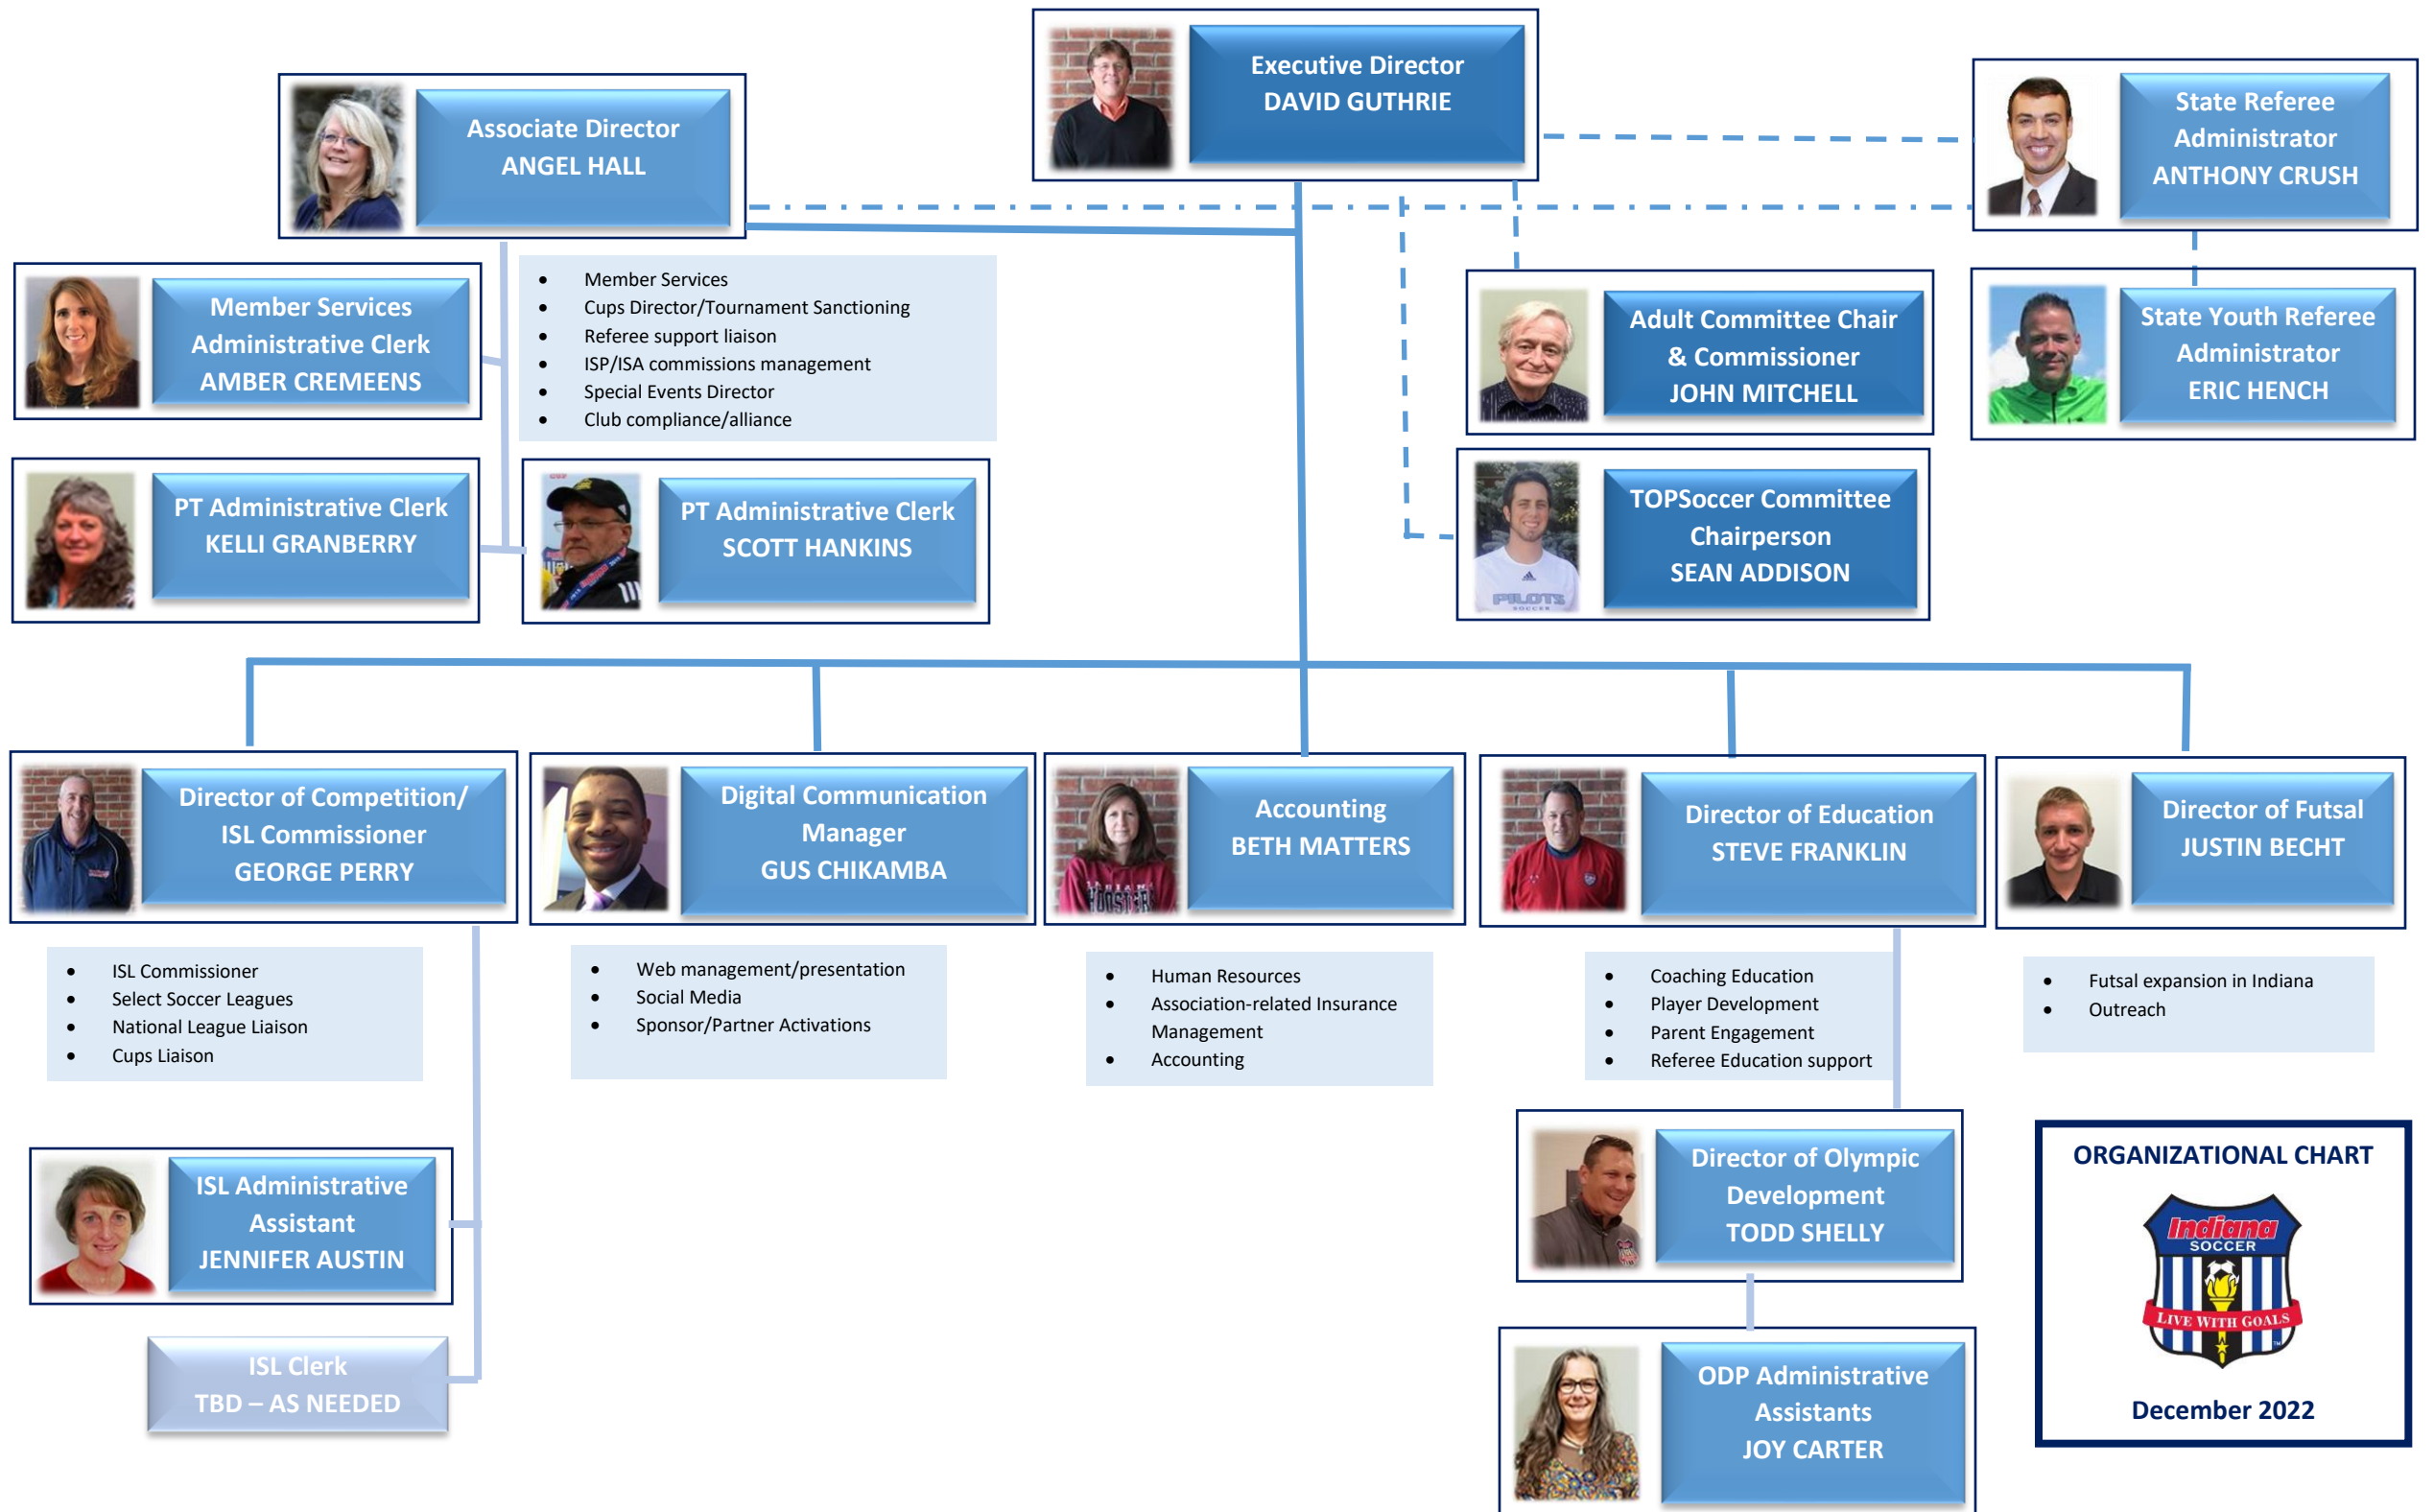 Executive Director
DAVID GUTHRIE
Associate Director
ANGEL HALL
State Referee
Administrator
ANTHONY CRUSH
Member Services
Administrative Clerk
AMBER CREMEENS
• Member Services
• Cups Director/Tournament Sanctioning
• Referee support liaison
• ISP/ISA commissions management
• Special Events Director
• Club compliance/alliance
Adult Committee Chair
& Commissioner
JOHN MITCHELL
State Youth Referee
Administrator
ERIC HENCH
PT Administrative Clerk
KELLI GRANBERRY
PT Administrative Clerk
SCOTT HANKINS
TOPSoccer Committee
Chairperson
SEAN ADDISON
PILOTS
SOCCER
Director of Competition/
ISL Commissioner
GEORGE PERRY
Digital Communication
Manager
GUS CHIKAMBA
Accounting
BETH MATTERS
Director of Education
STEVE FRANKLIN
Director of Futsal
JUSTIN BECHT
• ISL Commissioner
• Select Soccer Leagues
• National League Liaison
• Cups Liaison
• Web management/presentation
• Social Media
• Sponsor/Partner Activations
• Human Resources
• Association-related Insurance
Management
• Accounting
• Coaching Education
• Player Development
• Parent Engagement
• Referee Education support
• Futsal expansion in Indiana
• Outreach
ISL Administrative
Assistant
JENNIFER AUSTIN
ISL Clerk
TBD – AS NEEDED
Director of Olympic
Development
TODD SHELLY
ODP Administrative
Assistants
JOY CARTER
ORGANIZATIONAL CHART
Indiana
SOCCER
LIVE WITH GOALS
TM
December 2022